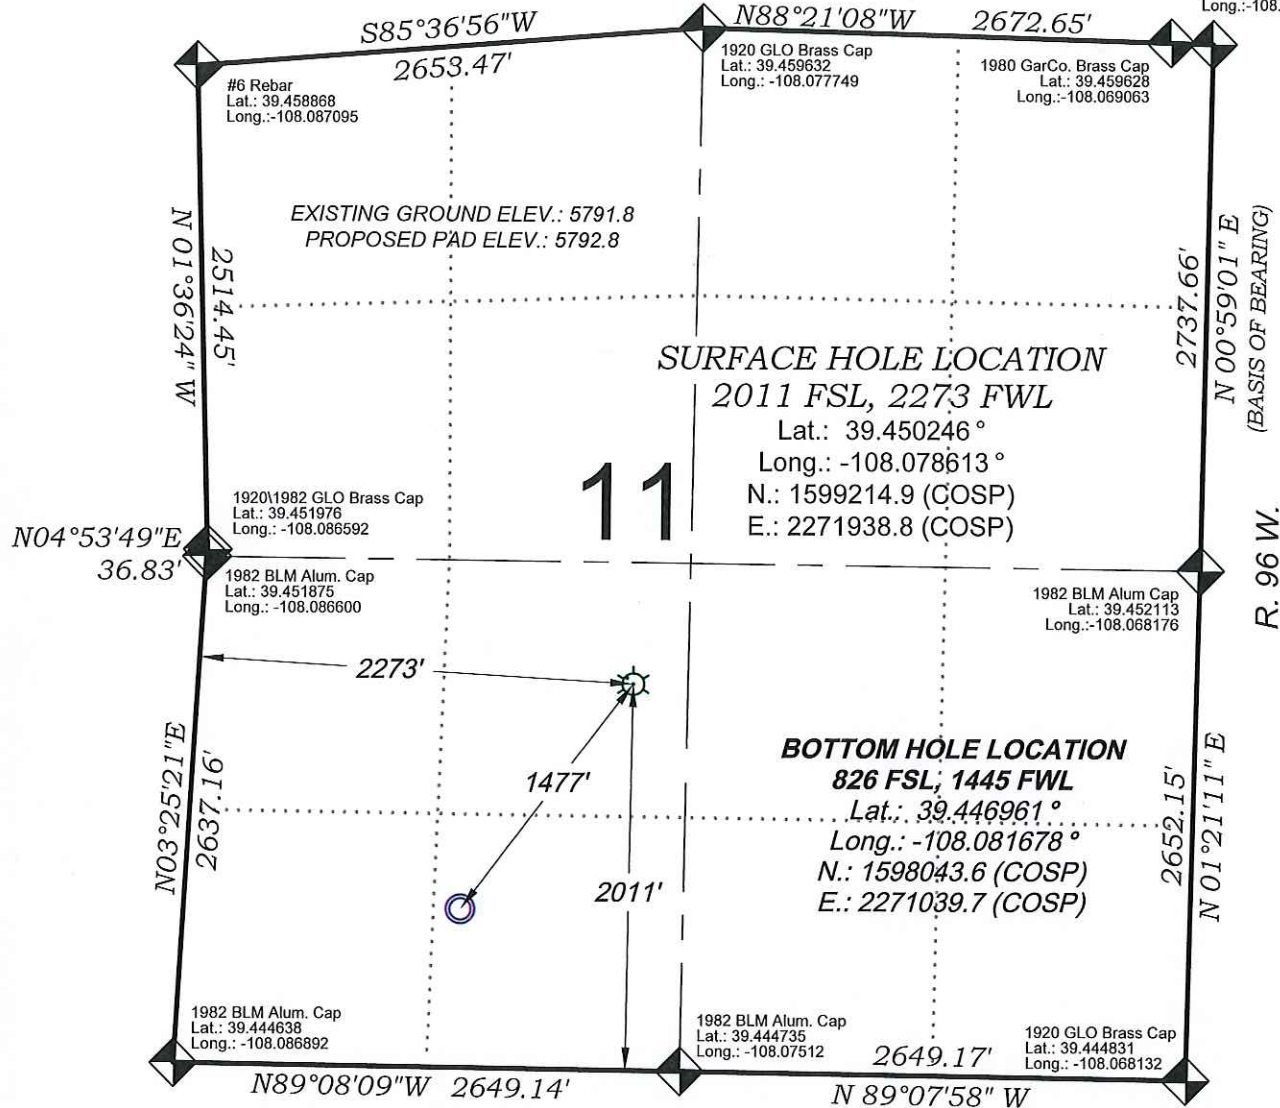 Long.:-108.
S85°36'56"W
2653.47'
N88°21'08"W 2672.65'
#6 Rebar
Lat.: 39.458868
Long.:-108.087095
1920 GLO Brass Cap
Lat.: 39.459632
Long.: -108.077749
1980 GarCo. Brass Cap
Lat.: 39.459628
Long.:-108.069063
N 01°36'24" W
2514.45'
EXISTING GROUND ELEV.: 5791.8
PROPOSED PAD ELEV.: 5792.8
2737.66'
N 00°59'01" E
(BASIS OF BEARING)
SURFACE HOLE LOCATION
2011 FSL, 2273 FWL
Lat.: 39.450246°
Long.: -108.078613°
N.: 1599214.9 (COSP)
E.: 2271938.8 (COSP)
11
1920\1982 GLO Brass Cap
Lat.: 39.451976
Long.: -108.086592
N04°53'49"E
36.83'
1982 BLM Alum. Cap
Lat.: 39.451875
Long.: -108.086600
1982 BLM Alum Cap
Lat.: 39.452113
Long.:-108.068176
R. 96 W.
2273'
1477'
2011'
N03°25'21"E
2637.91'
BOTTOM HOLE LOCATION
826 FSL, 1445 FWL
Lat.: 39.446961°
Long.: -108.081678°
N.: 1598043.6 (COSP)
E.: 2271039.7 (COSP)
2652.15'
N 01°21'11" E
1982 BLM Alum. Cap
Lat.: 39.444638
Long.: -108.086892
1982 BLM Alum. Cap
Lat.: 39.444735
Long.: -108.07512
1920 GLO Brass Cap
Lat.: 39.444831
Long.: -108.068132
N89°08'09"W 2649.14'
2649.17'
N 89°07'58" W